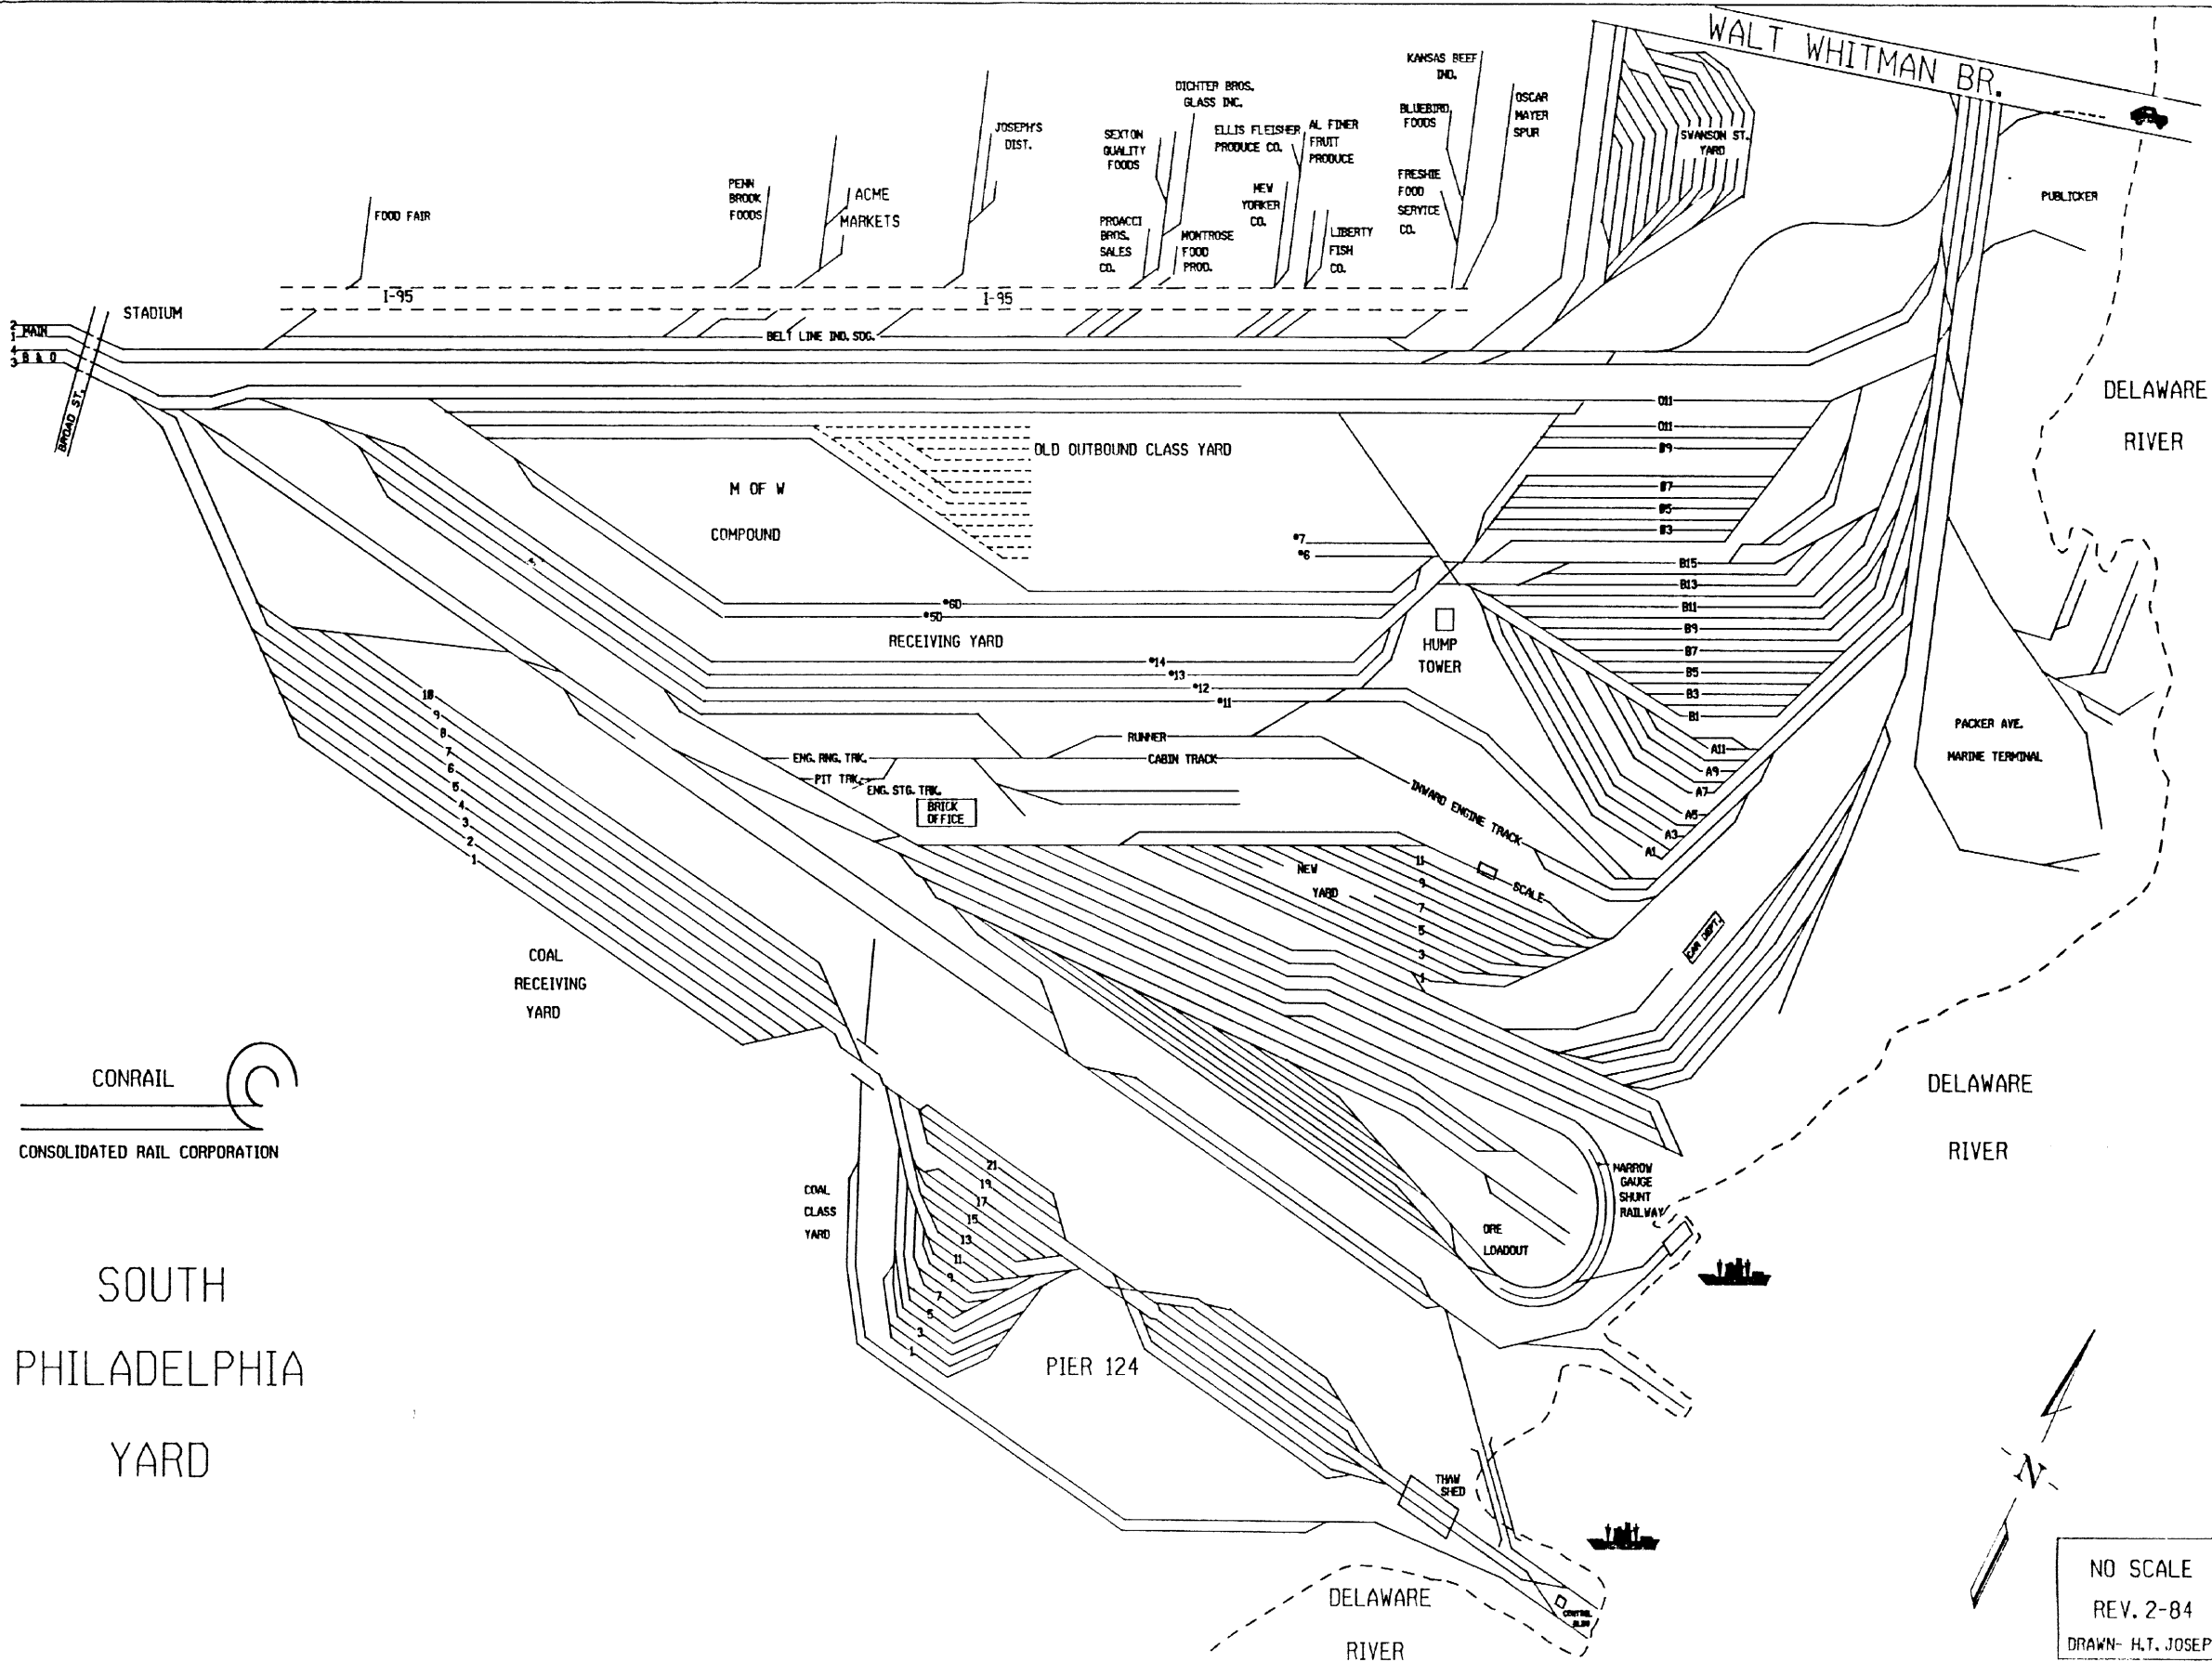 WALT WHITMAN BR.
KANSAS BEEF
IND.
BLUEBIRD
FOODS
OSCAR
MAYER
SPUR
DICHTER BROS.
GLASS INC.
SEXTON
QUALITY
FOODS
ELLIS FLEISHER
PRODUCE CO.
AL FINER
FRUIT
PRODUCE
JOSEPH'S
DIST.
SWANSON ST.
YARD
PUBLICKER
FRESHIE
FOOD
SERVICE
CO.
PENN
BROOK
FOODS
ACME
MARKETS
NEW
YORKER
CO.
FOOD FAIR
PROACCI
BROS.
SALES
CO.
MONTROSE
FOOD
PROD.
LIBERTY
FISH
CO.
I-95
I-95
STADIUM
2
1
MAIN
4
3
B & O
BROAD ST.
BELT LINE IND. SDG.
DELAWARE
RIVER
O11
O11
B9
B7
B5
B3
OLD OUTBOUND CLASS YARD
M OF W
COMPOUND
*7
*6
B15
B13
B11
B9
B7
B5
B3
B1
*6D
*5D
RECEIVING YARD
HUMP
TOWER
*14
*13
*12
*11
RUNNER
CABIN TRACK
ENG. RNG. TRK.
PIT TRK.
ENG. STG. TRK.
BRICK
OFFICE
INWARD ENGINE TRACK
A11
A9
A7
A5
A3
A1
PACKER AVE.
MARINE TERMINAL
NEW
YARD
11
9
7
5
3
1
SCALE
CAR DEPT.
10
9
8
7
6
5
4
3
2
1
COAL
RECEIVING
YARD
CONRAIL
CONSOLIDATED RAIL CORPORATION
DELAWARE
RIVER
COAL
CLASS
YARD
21
19
17
15
13
11
9
7
5
3
1
NARROW
GAUGE
SHUNT
RAILWAY
ORE
LOADOUT
SOUTH
PHILADELPHIA
YARD
PIER 124
THAW
SHED
CONTROL
BLDG
DELAWARE
RIVER
N
NO SCALE
REV. 2-84
DRAWN- H.T. JOSEP